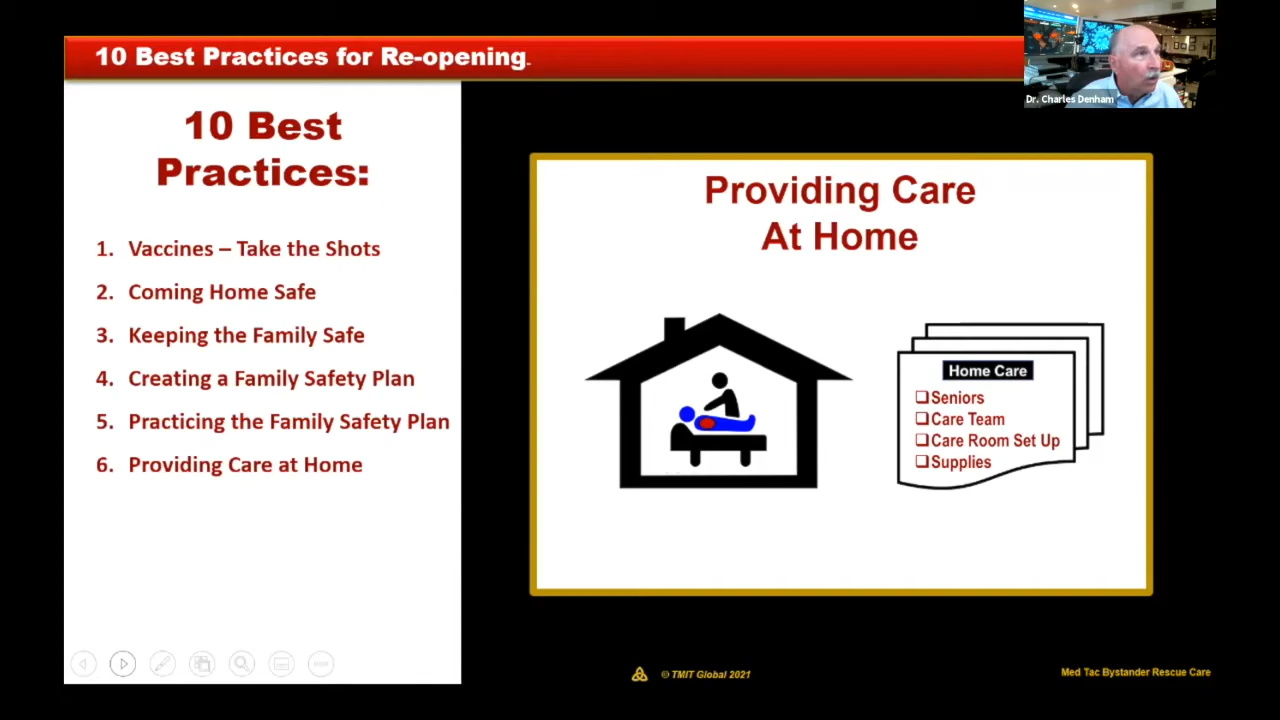 10 Best Practices for Re-opening.
Dr. Charles Denham
10 Best
Practices:
1. Vaccines – Take the Shots
2. Coming Home Safe
3. Keeping the Family Safe
4. Creating a Family Safety Plan
5. Practicing the Family Safety Plan
6. Providing Care at Home
Providing Care
At Home
Home Care
❑Seniors
❑Care Team
❑Care Room Set Up
❑Supplies
© TMIT Global 2021
Med Tac Bystander Rescue Care